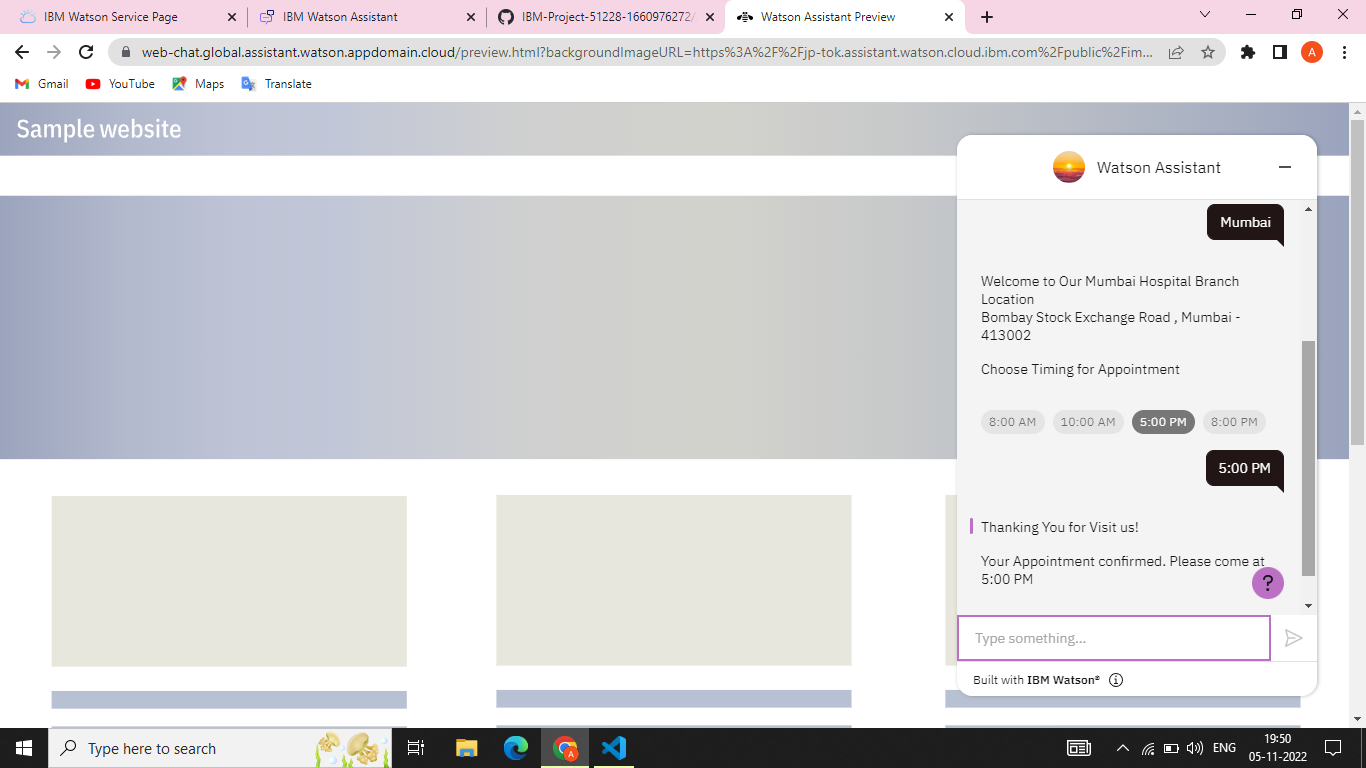 IBM Watson Service Page
IBM Watson Assistant
IBM-Project-51228-1660976272/
Watson Assistant Preview
web-chat.global.assistant.watson.appdomain.cloud/preview.html?backgroundImageURL=https%3A%2F%2Fjp-tok.assistant.watson.cloud.ibm.com%2Fpublic%2Fim...
A
Gmail
YouTube
Maps
Translate
Sample website
Watson Assistant
Mumbai
Welcome to Our Mumbai Hospital Branch
Location
Bombay Stock Exchange Road , Mumbai -
413002
Choose Timing for Appointment
8:00 AM 10:00 AM 5:00 PM 8:00 PM
5:00 PM
Thanking You for Visit us!
Your Appointment confirmed. Please come at
5:00 PM
?
Type something...
Built with IBM Watson®
Type here to search
A
ENG
19:50
05-11-2022